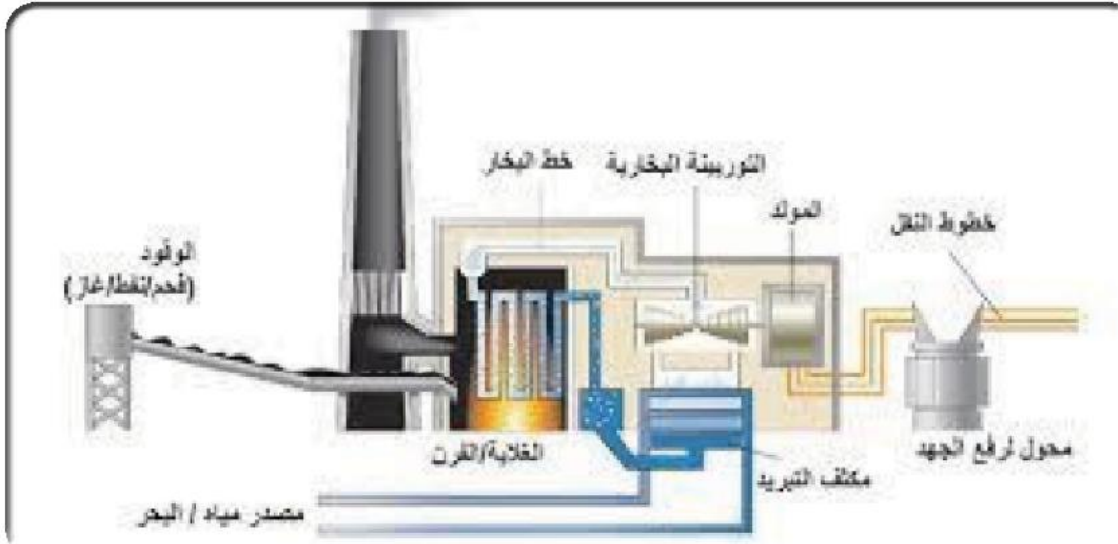 التوربينة البخارية
خط البخار
المولد
خطوط النقل
الوقود
(فحم/نفط/غاز)
الغلاية/الفرن
محول لرفع الجهد
مكثف التبريد
مصدر مياه / البحر